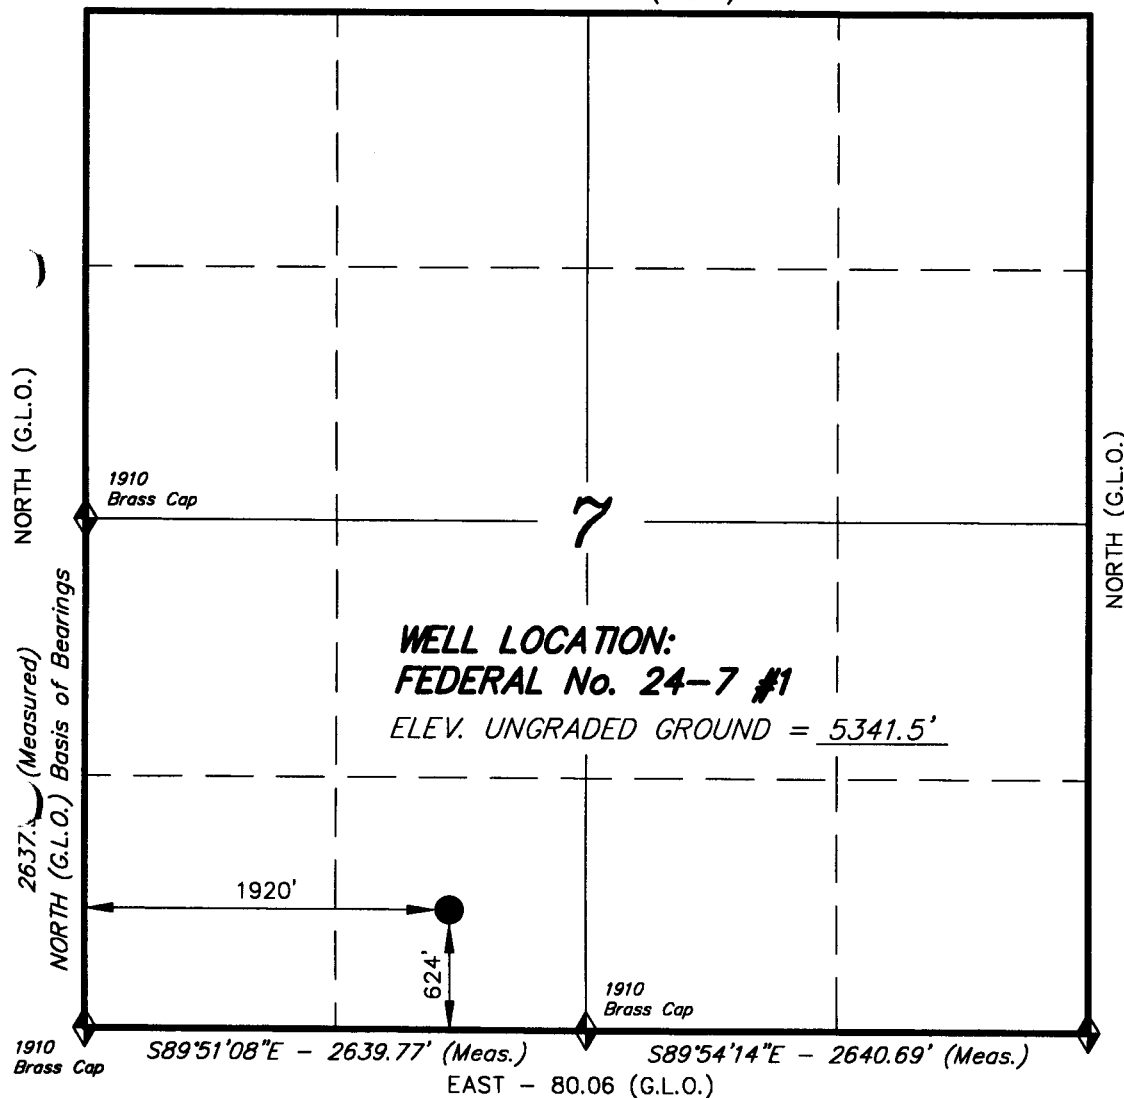 NORTH (G.L.O.)
1910
Brass Cap
7
NORTH (G.L.O.)
WELL LOCATION:
FEDERAL No. 24-7 #1
ELEV. UNGRADED GROUND = 5341.5'
(Measured)
NORTH (G.L.O.) Basis of Bearings
1920'
624'
1910
Brass Cap
1910
Brass Cap
S89°51'08"E - 2639.77' (Meas.)
S89°54'14"E - 2640.69' (Meas.)
EAST - 80.06 (G.L.O.)